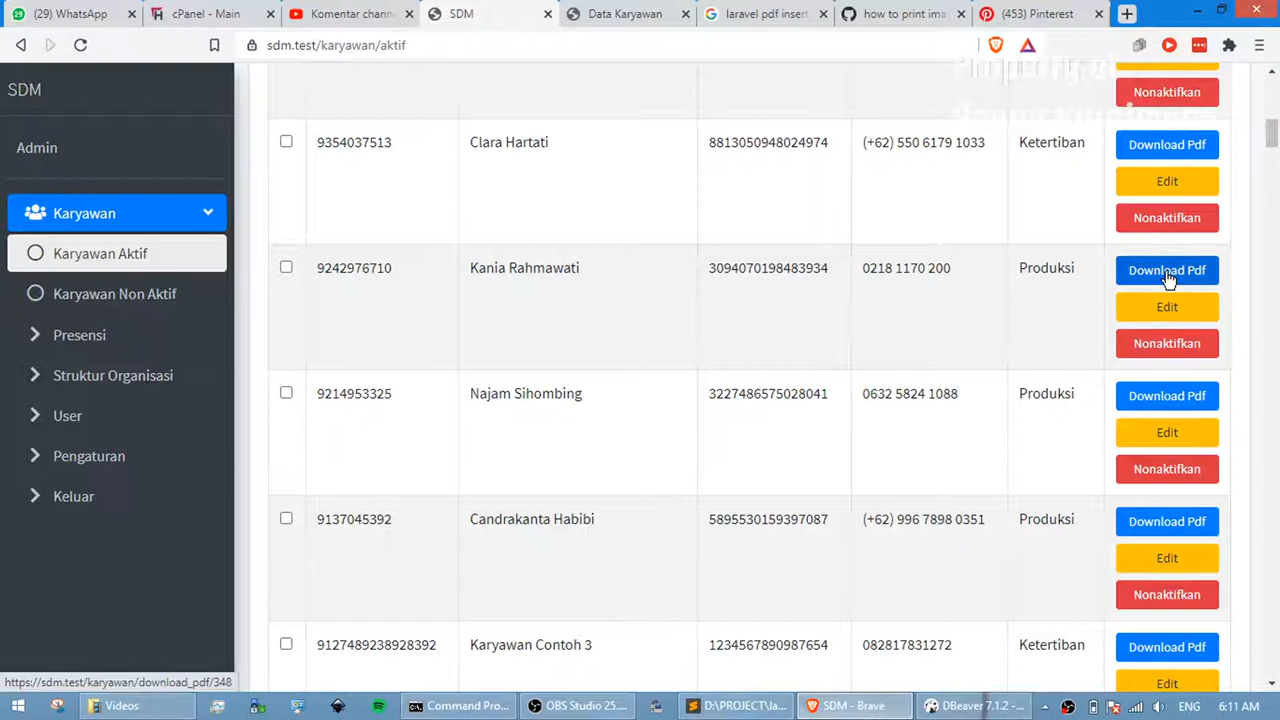 (29) WhatsApp
cPanel - Main
Komentar chann
SDM
Data Karyawan
laravel pdf insert
how to print ima
(453) Pinterest
sdm.test/karyawan/aktif
SDM
Admin
Karyawan
Karyawan Aktif
Karyawan Non Aktif
Presensi
Struktur Organisasi
User
Pengaturan
Keluar
Nonaktifkan
9354037513 Clara Hartati 8813050948024974 (+62) 550 6179 1033 Ketertiban Download Pdf
Edit
Nonaktifkan
9242976710 Kania Rahmawati 3094070198483934 0218 1170 200 Produksi Download Pdf
Edit
Nonaktifkan
9214953325 Najam Sihombing 3227486575028041 0632 5824 1088 Produksi Download Pdf
Edit
Nonaktifkan
9137045392 Candrakanta Habibi 5895530159397087 (+62) 996 7898 0351 Produksi Download Pdf
Edit
Nonaktifkan
9127489238928392 Karyawan Contoh 3 1234567890987654 082817831272 Ketertiban Download Pdf
Edit
https://sdm.test/karyawan/download_pdf/348
Videos
Command Pro...
OBS Studio 25....
D:\PROJECT\la...
SDM - Brave
DBeaver 7.1.2 -...
ENG
6:11 AM